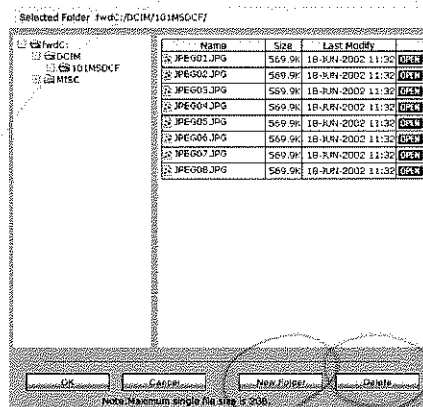 Selected Folder fwdC:/DCIM/101MSDCF/
fwdC:
DCIM
101MSDCF
MISC
Name Size Last Modify
JPEG01.JPG 569.9K 18-JUN-2002 11:32 OPEN
JPEG02.JPG 569.9K 18-JUN-2002 11:32 OPEN
JPEG03.JPG 569.9K 18-JUN-2002 11:32 OPEN
JPEG04.JPG 569.9K 18-JUN-2002 11:32 OPEN
JPEG05.JPG 569.9K 18-JUN-2002 11:32 OPEN
JPEG06.JPG 569.9K 18-JUN-2002 11:32 OPEN
JPEG07.JPG 569.9K 18-JUN-2002 11:32 OPEN
JPEG08.JPG 569.9K 18-JUN-2002 11:32 OPEN
OK Cancel New Folder Delete
Note:Maximum single file size is